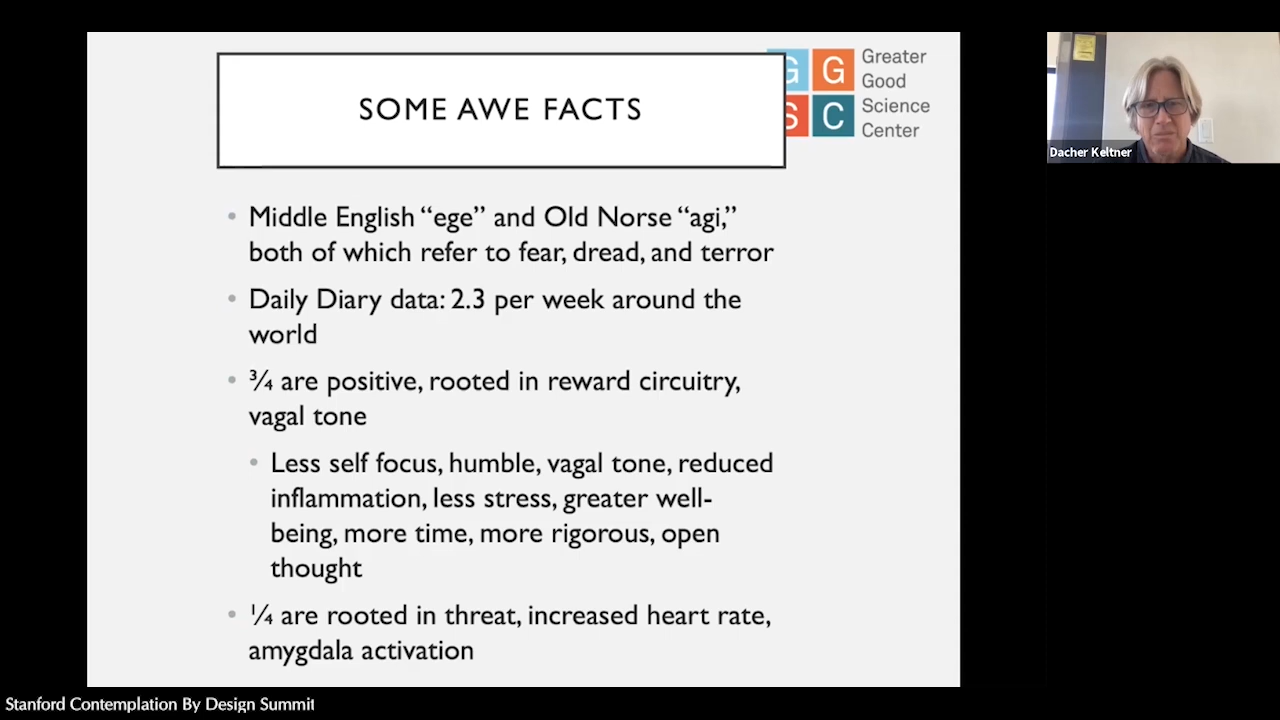 SOME AWE FACTS
G G
S C
Greater
Good
Science
Center
• Middle English “ege” and Old Norse “agi,”
both of which refer to fear, dread, and terror
• Daily Diary data: 2.3 per week around the
world
• ¾ are positive, rooted in reward circuitry,
vagal tone
• Less self focus, humble, vagal tone, reduced
inflammation, less stress, greater well-
being, more time, more rigorous, open
thought
• ¼ are rooted in threat, increased heart rate,
amygdala activation
Dacher Keltner
Stanford Contemplation By Design Summit